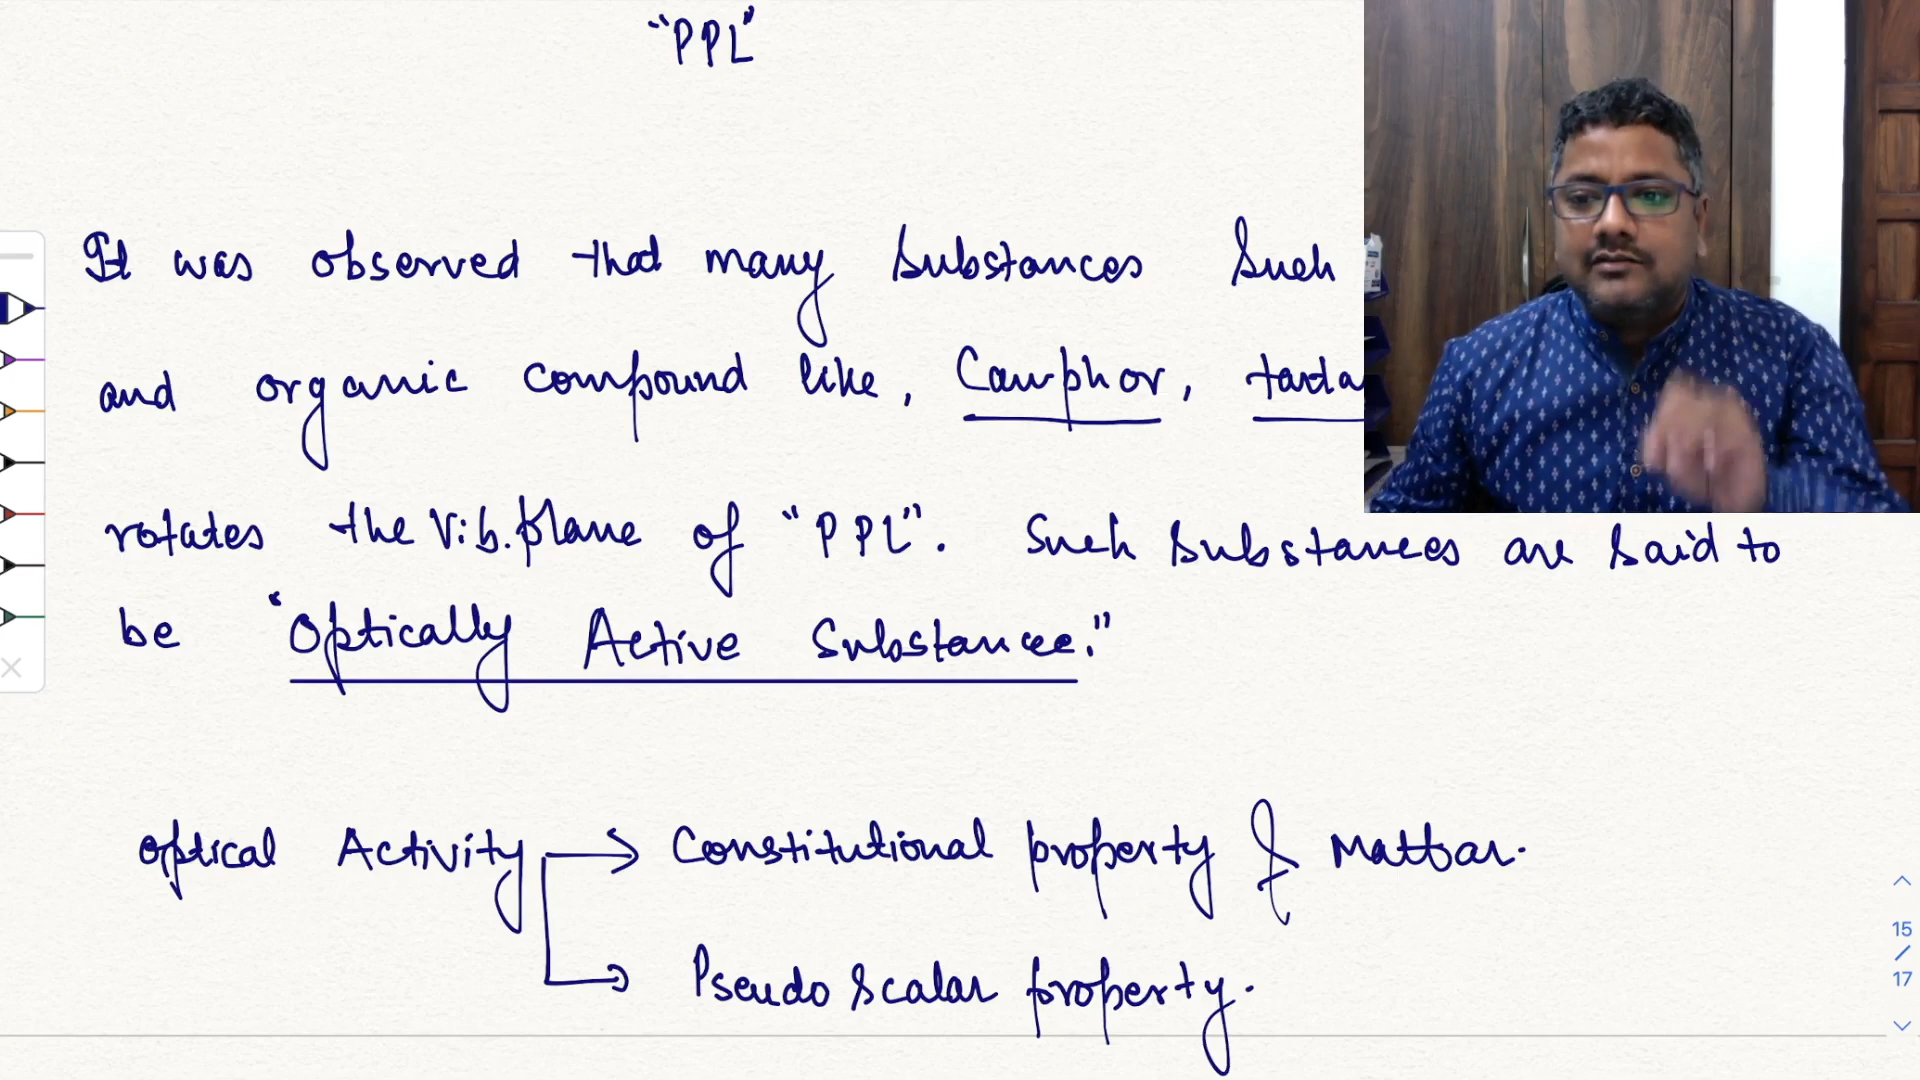 "PPL"
It was observed that many Substances Such
and organic compound like, Camphor, tarta
rotates the Vib. plane of "PPL". Such Substances are Said to
be "Optically Active Substance."
Optical Activity → Constitutional property of Mattar.
→ Pseudo Scalar property.
15
/
17